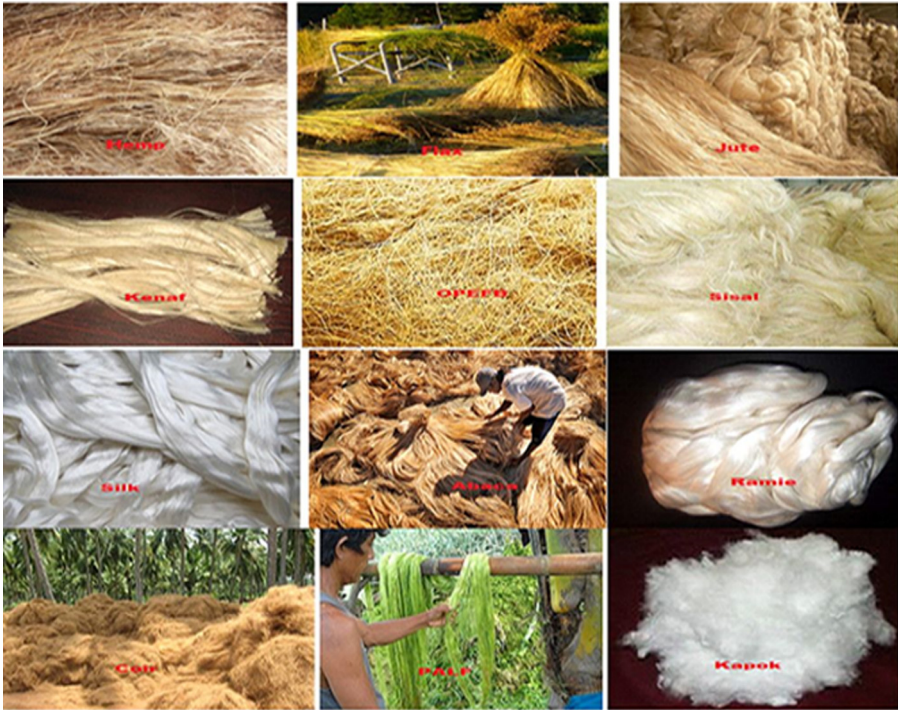 Hemp
Flax
Jute
Kenaf
OPEFB
Sisal
Silk
Abaca
Ramie
Coir
PALF
Kapok